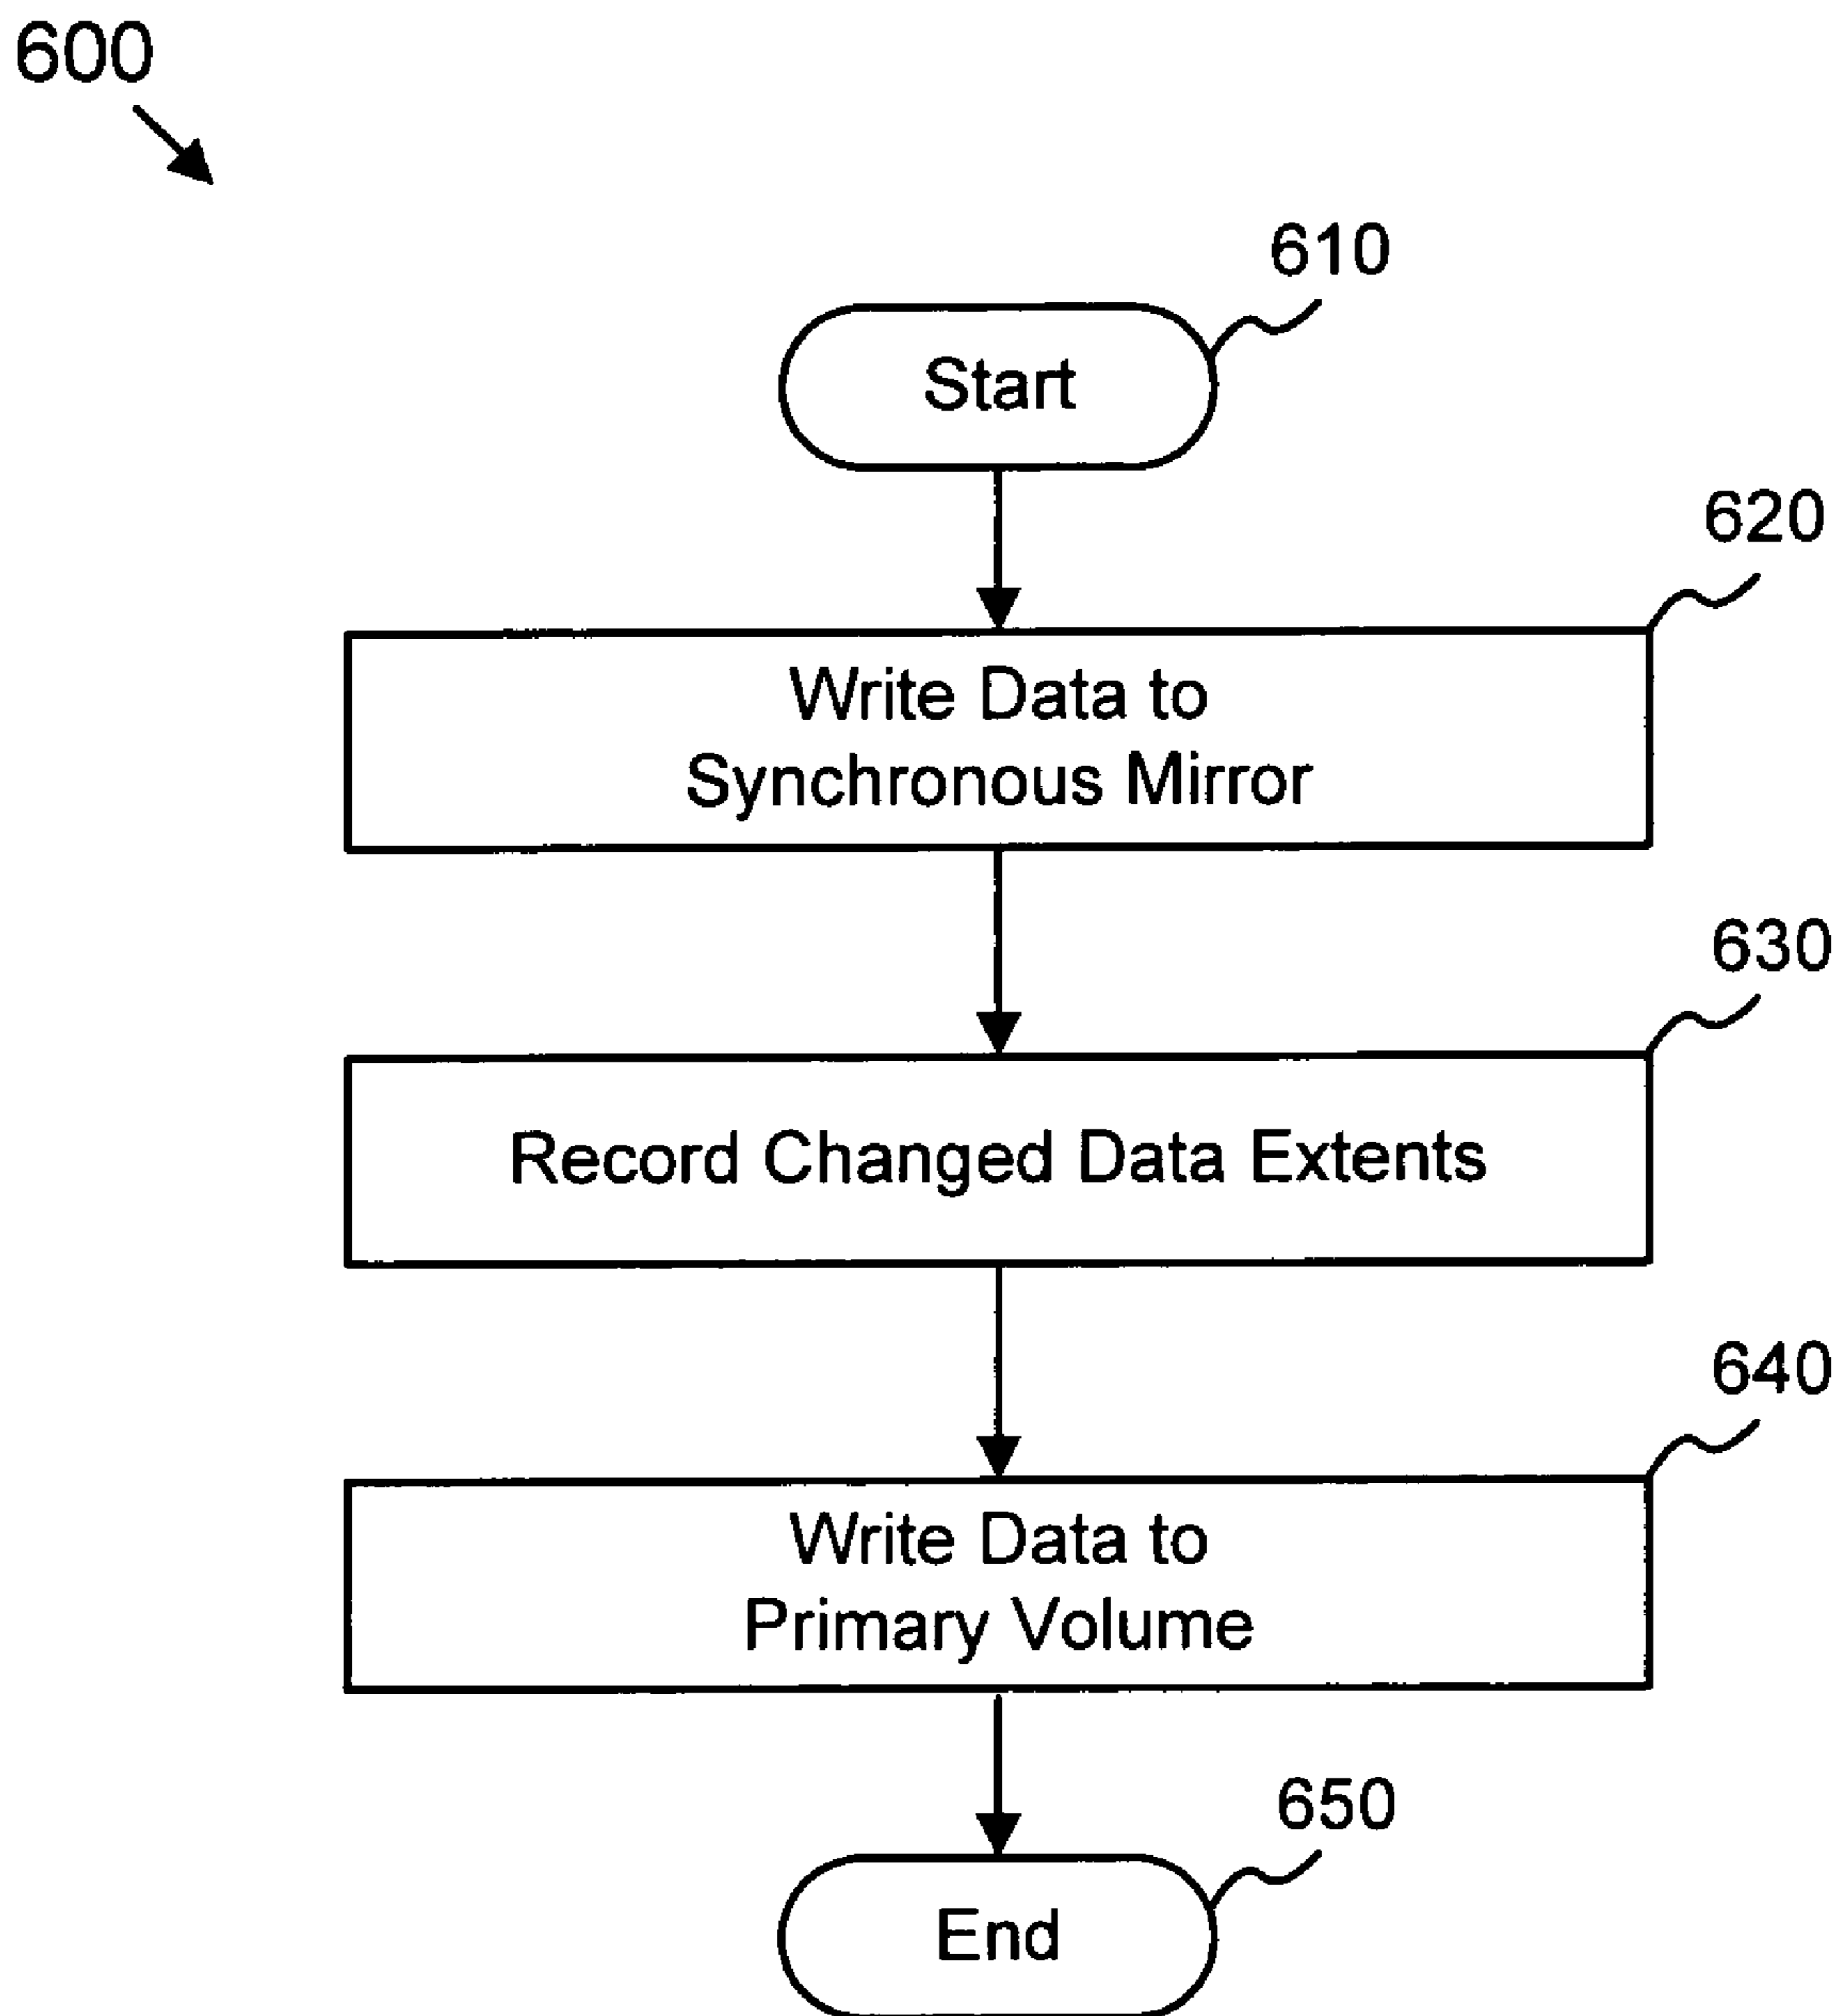 600
610
Start
620
Write Data to
Synchronous Mirror
630
Record Changed Data Extents
640
Write Data to
Primary Volume
650
End